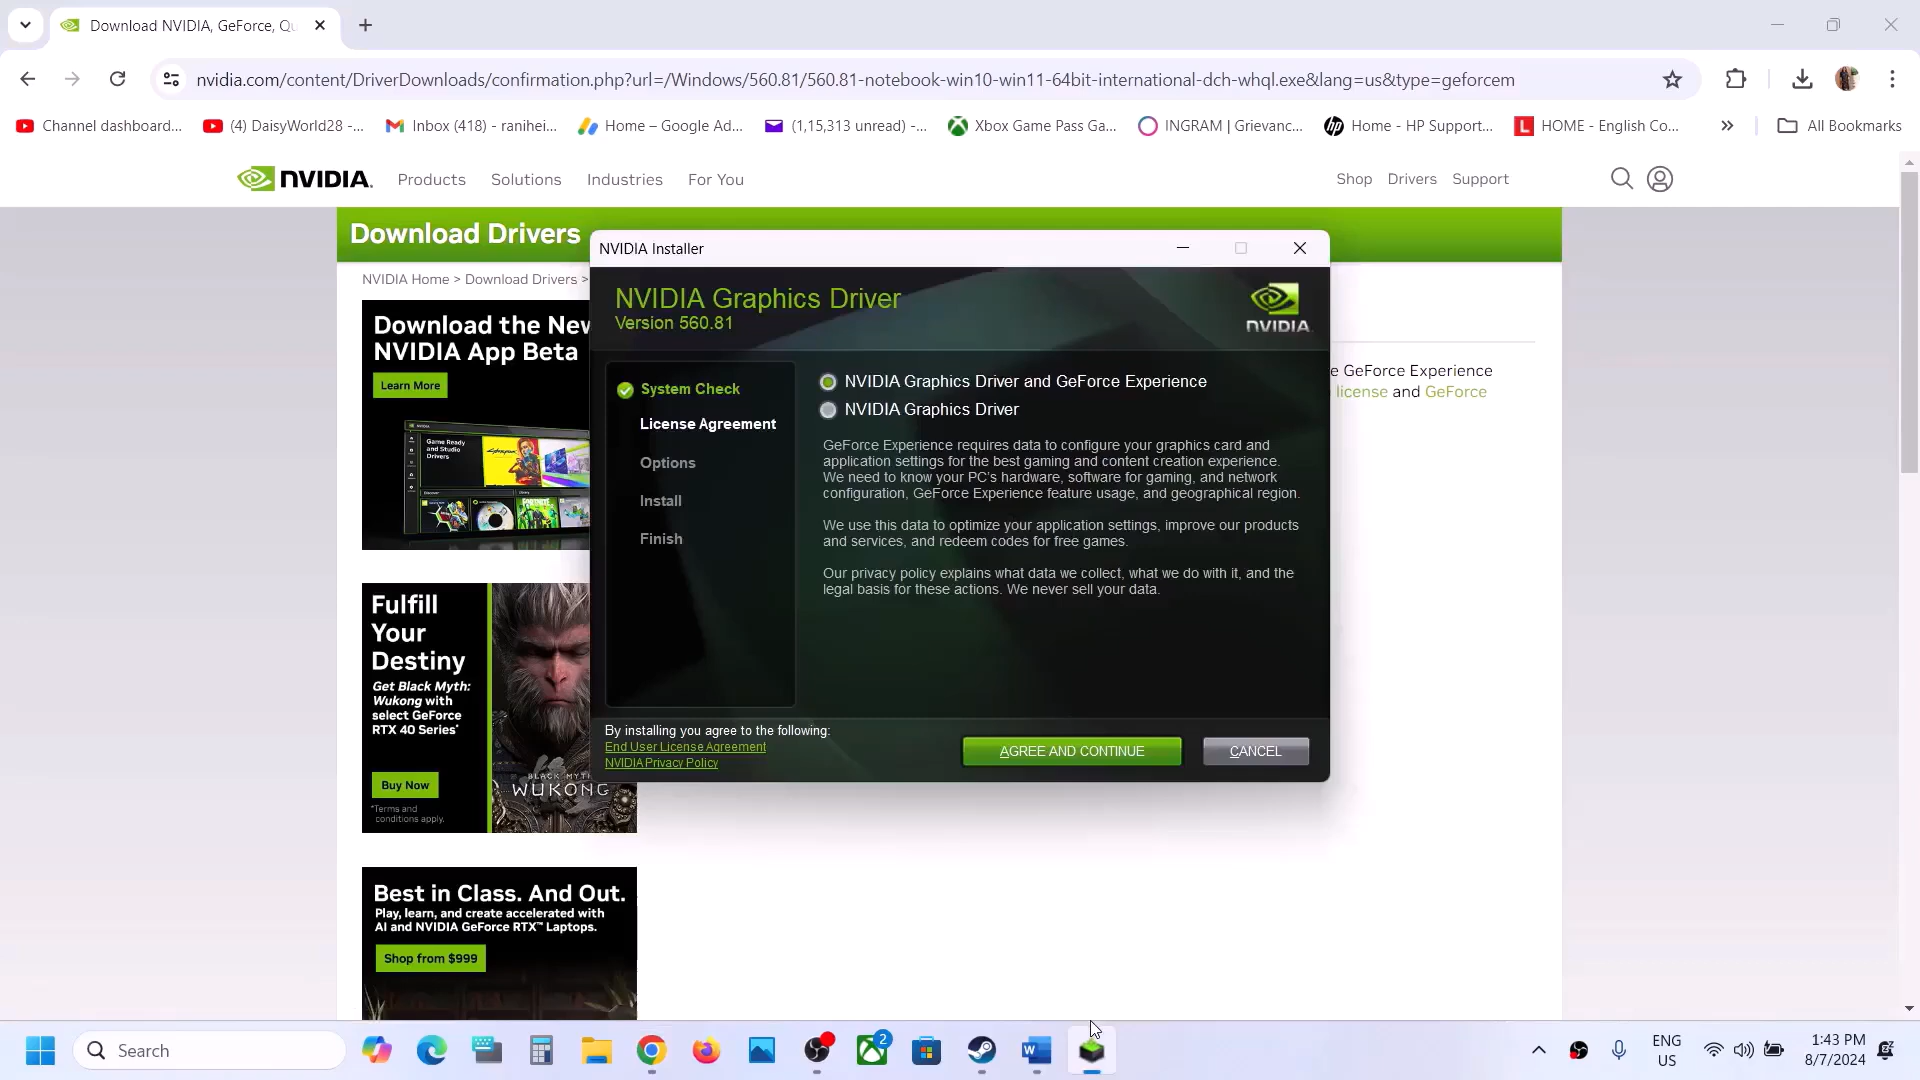 Download NVIDIA, GeForce, Qu
nvidia.com/content/DriverDownloads/confirmation.php?url=/Windows/560.81/560.81-notebook-win10-win11-64bit-international-dch-whql.exe&lang=us&type=geforcem
Channel dashboard...
(4) DaisyWorld28 -...
Inbox (418) - ranihei...
Home – Google Ad...
(1,15,313 unread) -...
Xbox Game Pass Ga...
INGRAM | Grievanc...
Home - HP Support...
HOME - English Co...
All Bookmarks
NVIDIA.
Products
Solutions
Industries
For You
Shop
Drivers
Support
Download Drivers
NVIDIA Home > Download Drivers >
Download the New
NVIDIA App Beta
Learn More
Game Ready
and Studio
Drivers
Fulfill
Your
Destiny
Get Black Myth:
Wukong with
select GeForce
RTX 40 Series*
Buy Now
*Terms and
conditions apply.
BLACK MYTH
WUKONG
Best in Class. And Out.
Play, learn, and create accelerated with
AI and NVIDIA GeForce RTX™ Laptops.
Shop from $999
e GeForce Experience
license and GeForce
NVIDIA Installer
NVIDIA Graphics Driver
Version 560.81
NVIDIA.
System Check
License Agreement
Options
Install
Finish
NVIDIA Graphics Driver and GeForce Experience
NVIDIA Graphics Driver
GeForce Experience requires data to configure your graphics card and
application settings for the best gaming and content creation experience.
We need to know your PC's hardware, software for gaming, and network
configuration, GeForce Experience feature usage, and geographical region.
We use this data to optimize your application settings, improve our products
and services, and redeem codes for free games.
Our privacy policy explains what data we collect, what we do with it, and the
legal basis for these actions. We never sell your data.
By installing you agree to the following:
End User License Agreement
NVIDIA Privacy Policy
AGREE AND CONTINUE
CANCEL
Search
2
ENG
US
1:43 PM
8/7/2024